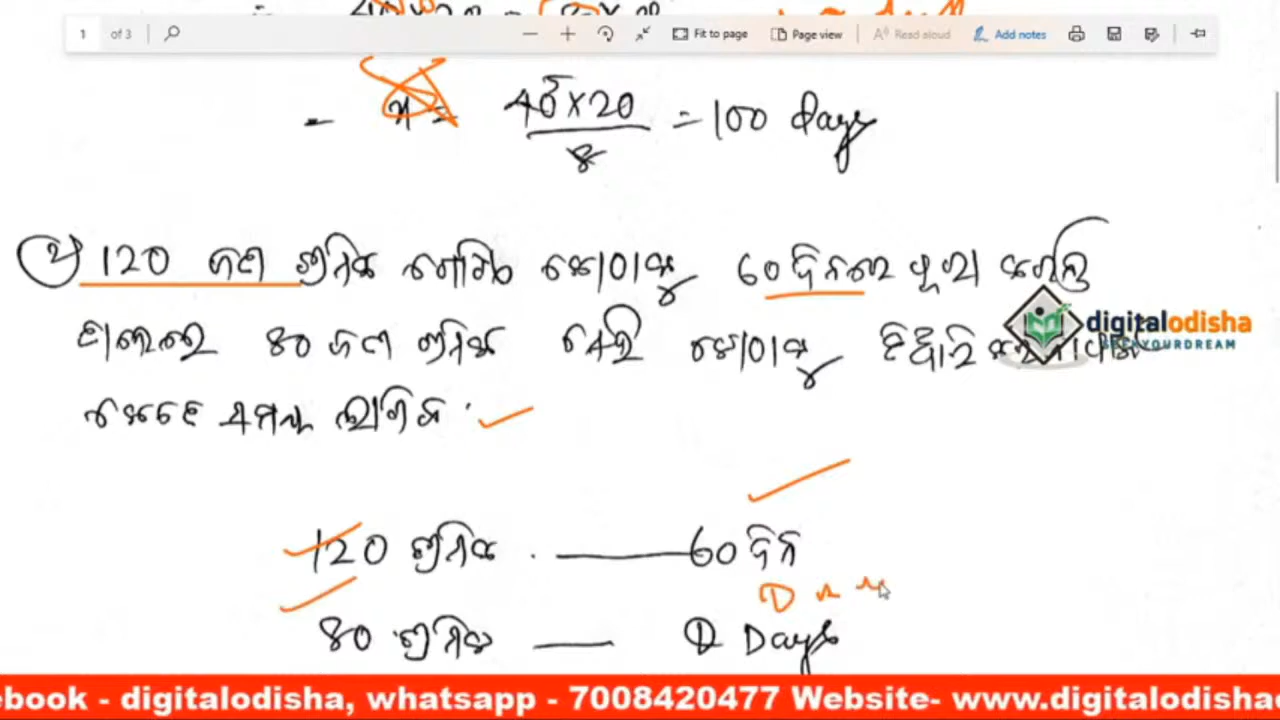 1 of 3 Fit to page Page view Read aloud Add notes
= 40 × 20 / 8 = 100 days
120 ଜଣ ଶ୍ରମିକ ଗୋଟିଏ କୋଠାକୁ 60 ଦିନରେ ପୁରା କରନ୍ତି
ତାହେଲେ 80 ଜଣ ଶ୍ରମିକ ସେହି କୋଠାକୁ ତିଆରି
କେତେ ସମୟ ଲାଗିବ .
digitalodisha
120 ଶ୍ରମିକ . 60 ଦିନ
D
80 ଶ୍ରମିକ — D Days
ebook - digitalodisha, whatsapp - 7008420477 Website- www.digitalodisha